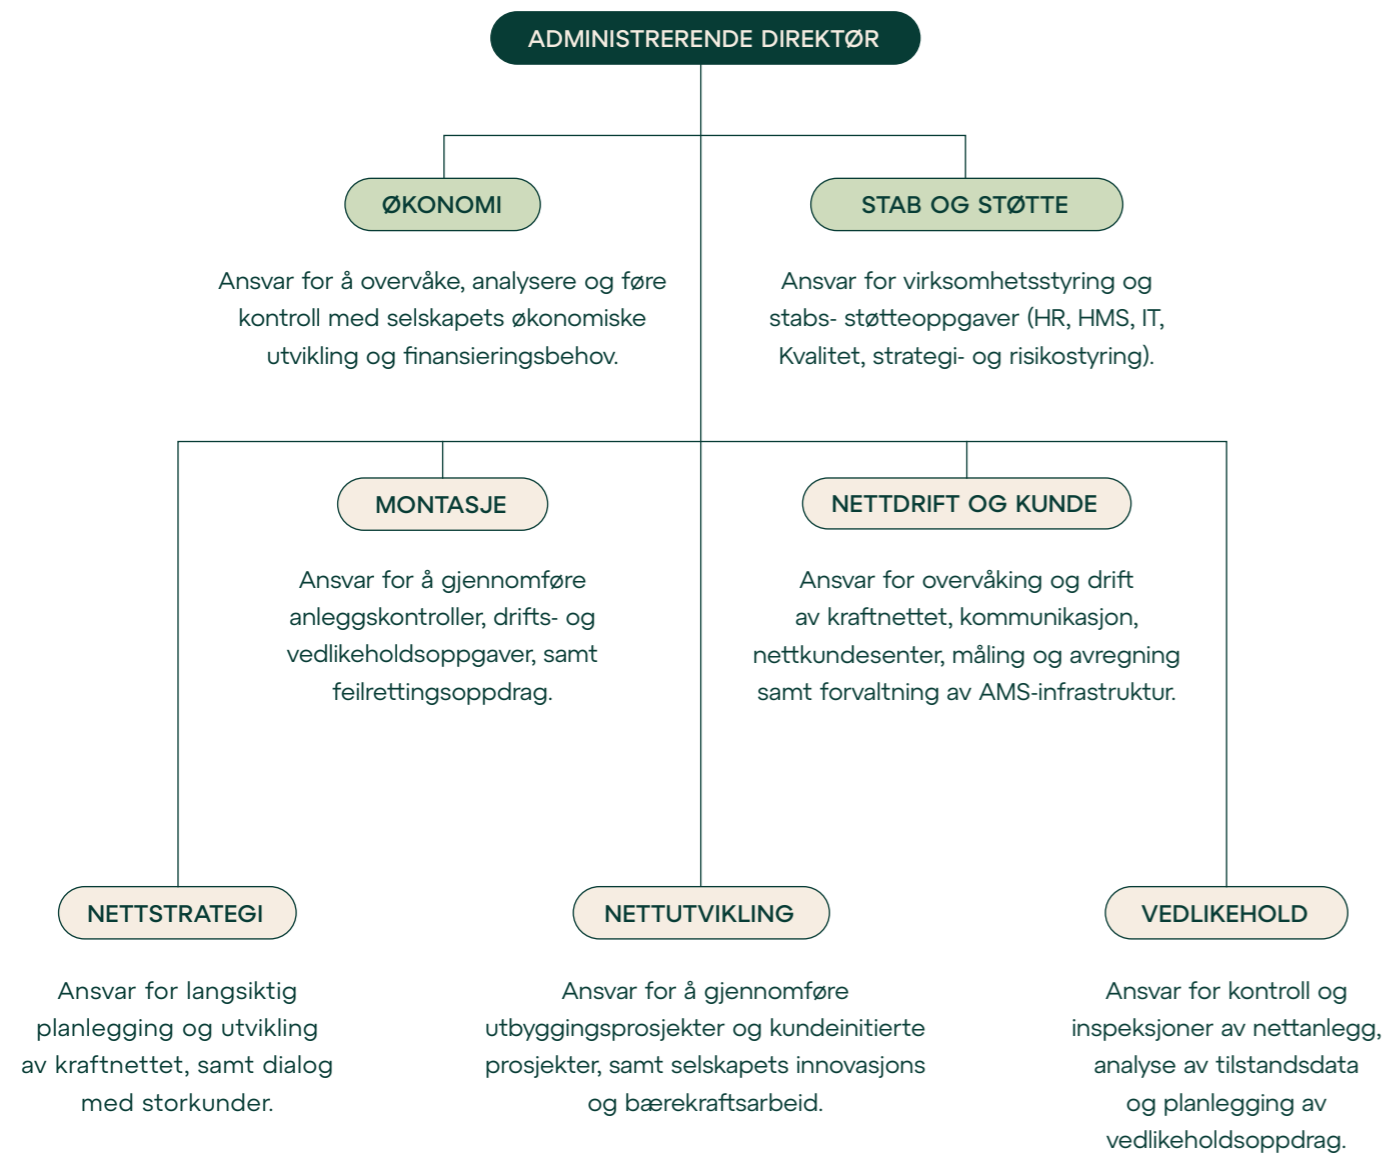 ADMINISTRERENDE DIREKTØR
ØKONOMI
Ansvar for å overvåke, analysere og føre
kontroll med selskapets økonomiske
utvikling og finansieringsbehov.
STAB OG STØTTE
Ansvar for virksomhetsstyring og
stabs- støtteoppgaver (HR, HMS, IT,
Kvalitet, strategi- og risikostyring).
MONTASJE
Ansvar for å gjennomføre
anleggskontroller, drifts- og
vedlikeholdsoppgaver, samt
feilrettingsoppdrag.
NETTDRIFT OG KUNDE
Ansvar for overvåking og drift
av kraftnettet, kommunikasjon,
nettkundesenter, måling og avregning
samt forvaltning av AMS-infrastruktur.
NETTSTRATEGI
Ansvar for langsiktig
planlegging og utvikling
av kraftnettet, samt dialog
med storkunder.
NETTUTVIKLING
Ansvar for å gjennomføre
utbyggingsprosjekter og kundeinitierte
prosjekter, samt selskapets innovasjons
og bærekraftsarbeid.
VEDLIKEHOLD
Ansvar for kontroll og
inspeksjoner av nettanlegg,
analyse av tilstandsdata
og planlegging av
vedlikeholdsoppdrag.